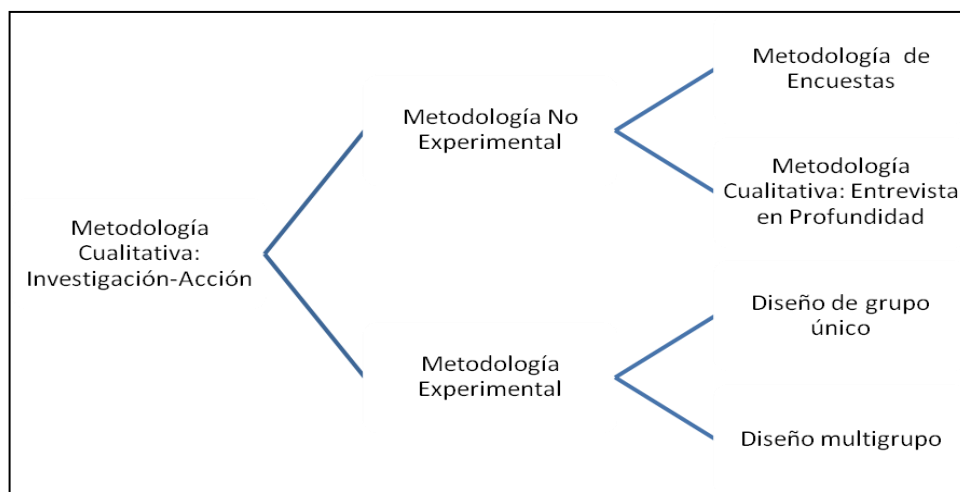 Metodología
Cualitativa:
Investigación-Acción
Metodología No
Experimental
Metodología de
Encuestas
Metodología
Cualitativa: Entrevista
en Profundidad
Metodología
Experimental
Diseño de grupo
único
Diseño multigrupo